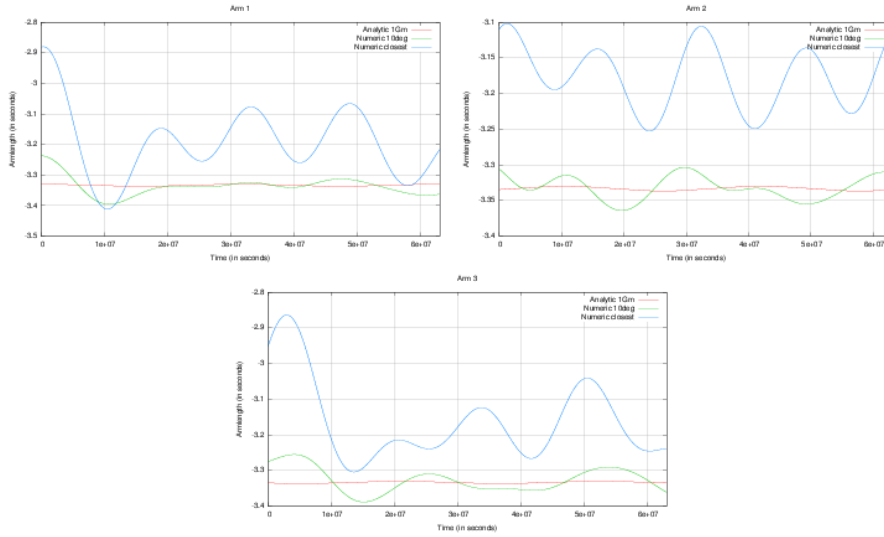 Arm 1
Analytic 1Gm
Numeric 10deg
Numeric closest
Armlength (in seconds)
-2.8
-2.9
-3
-3.1
-3.2
-3.3
-3.4
-3.5
0 1e+07 2e+07 3e+07 4e+07 5e+07 6e+07
Time (in seconds)
Arm 2
Analytic 1Gm
Numeric 10deg
Numeric closest
Armlength (in seconds)
-3.1
-3.15
-3.2
-3.25
-3.3
-3.35
-3.4
0 1e+07 2e+07 3e+07 4e+07 5e+07 6e+07
Time (in seconds)
Arm 3
Analytic 1Gm
Numeric 10deg
Numeric closest
Armlength (in seconds)
-2.8
-2.9
-3
-3.1
-3.2
-3.3
-3.4
0 1e+07 2e+07 3e+07 4e+07 5e+07 6e+07
Time (in seconds)